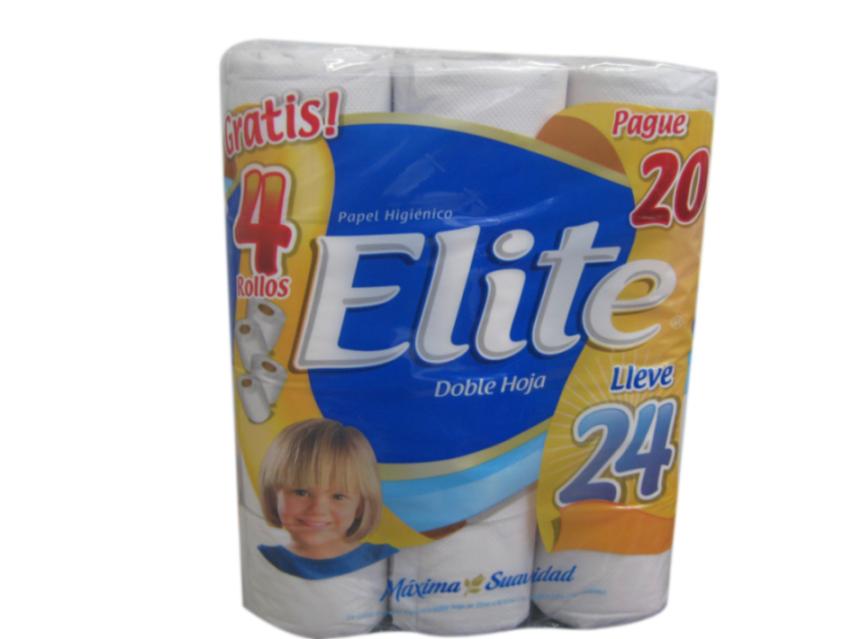 Gratis!
4
Rollos
Pague
20
Papel Higiénico
Elite
Doble Hoja
Lleve
24
Máxima Suavidad